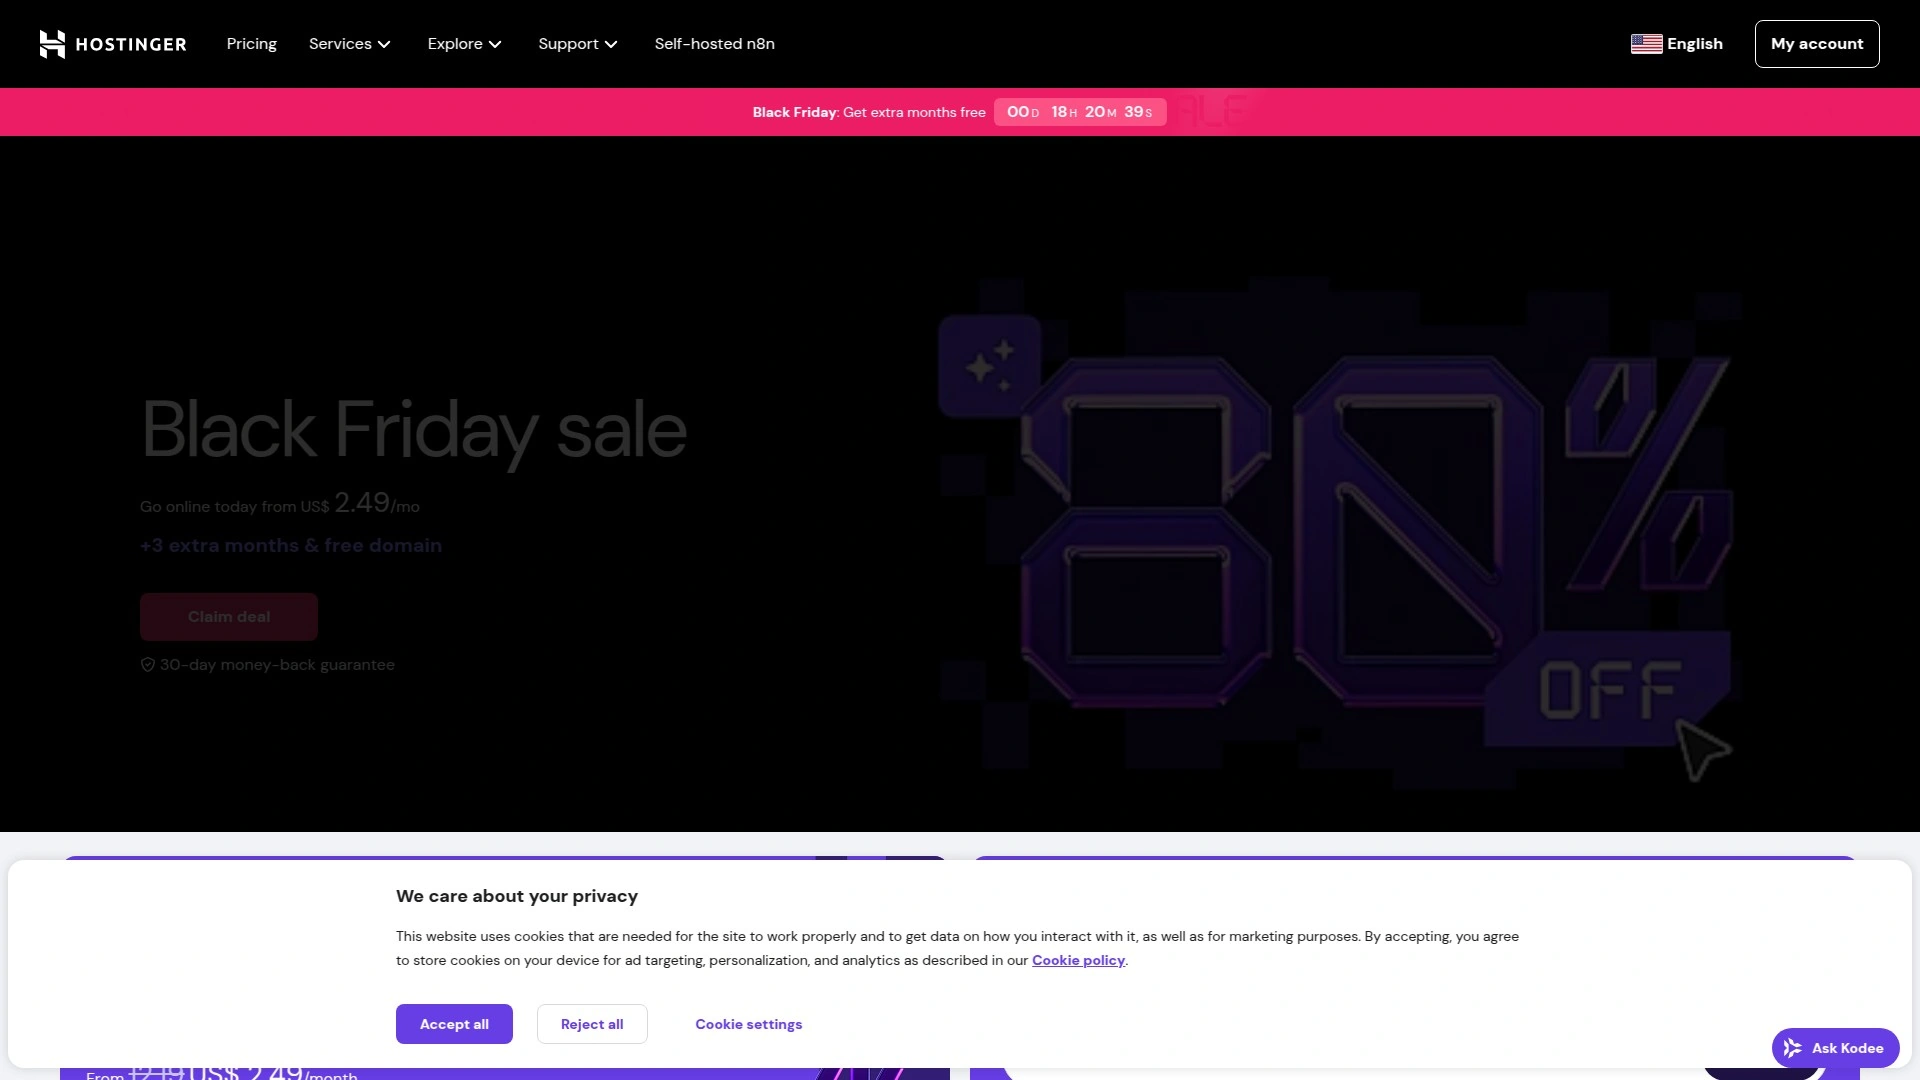 HOSTINGER
Pricing
Services
Explore
Support
Self-hosted n8n
English
My account
Black Friday: Get extra months free 00D 18H 20M 39S
Black Friday sale
Go online today from US$ 2.49/mo
+3 extra months & free domain
Claim deal
30-day money-back guarantee
80%
OFF
We care about your privacy
This website uses cookies that are needed for the site to work properly and to get data on how you interact with it, as well as for marketing purposes. By accepting, you agree
to store cookies on your device for ad targeting, personalization, and analytics as described in our Cookie policy.
Accept all
Reject all
Cookie settings
Ask Kodee
From 12.19 US$ 2.49/month